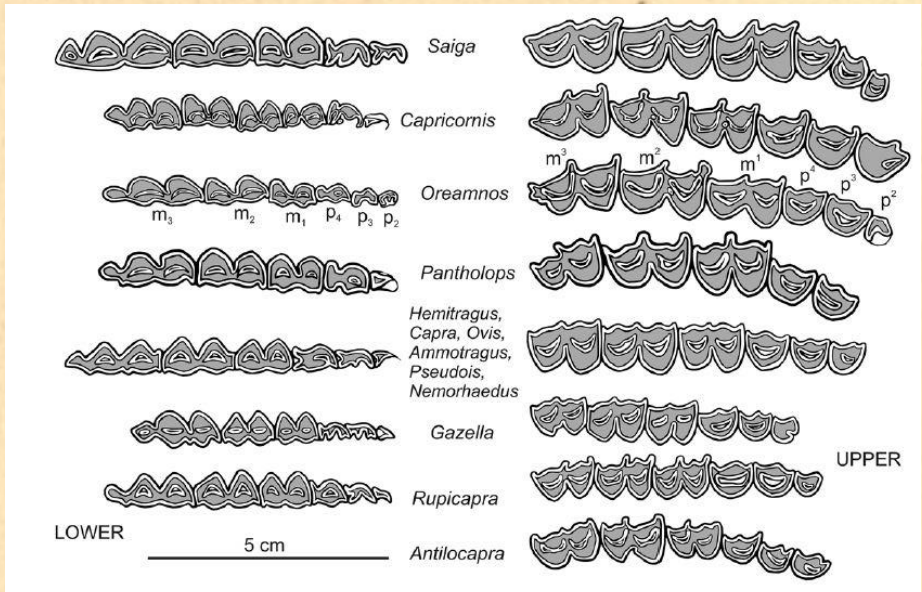 Saiga
Capricornis
m³ m² m¹ p⁴ p³ p²
Oreamnos
m₃ m₂ m₁ p₄ p₃ p₂
Pantholops
Hemitragus,
Capra, Ovis,
Ammotragus,
Pseudois,
Nemorhaedus
Gazella
UPPER
Rupicapra
LOWER
5 cm
Antilocapra